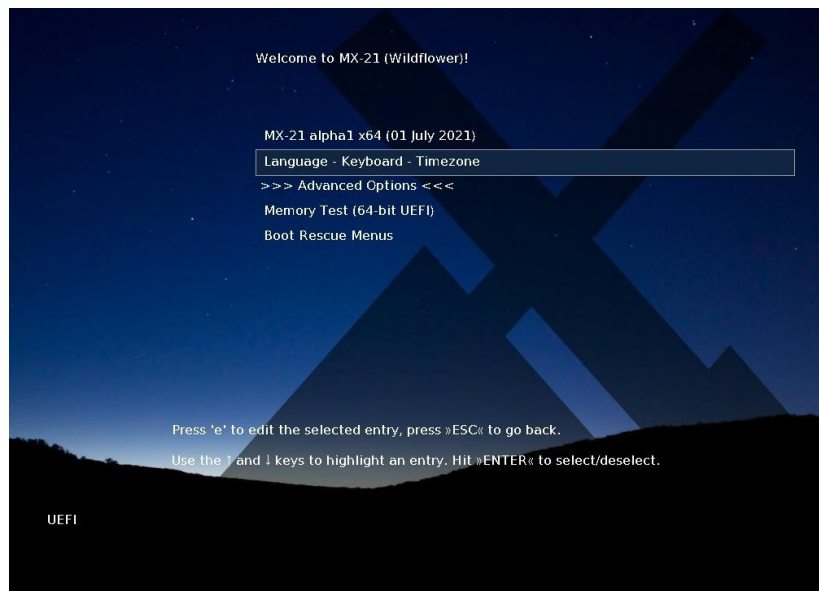 Welcome to MX-21 (Wildflower)!
MX-21 alpha1 x64 (01 July 2021)
Language - Keyboard - Timezone
>>> Advanced Options <<<
Memory Test (64-bit UEFI)
Boot Rescue Menus
Press 'e' to edit the selected entry, press »ESC« to go back.
Use the ↑ and ↓ keys to highlight an entry. Hit »ENTER« to select/deselect.
UEFI